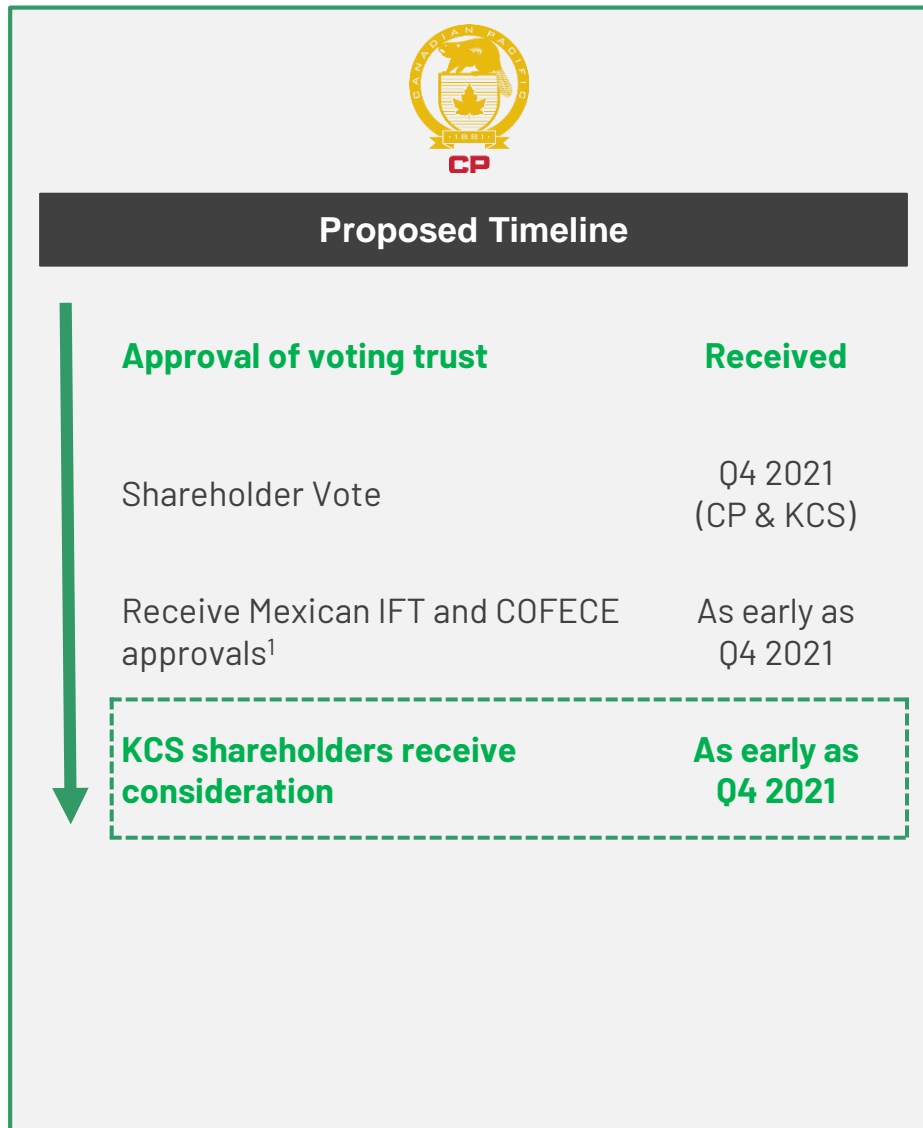 CANADIAN PACIFIC
1881
CP
Proposed Timeline
Approval of voting trust Received
Shareholder Vote Q4 2021
(CP & KCS)
Receive Mexican IFT and COFECE As early as
approvals¹ Q4 2021
KCS shareholders receive As early as
consideration Q4 2021